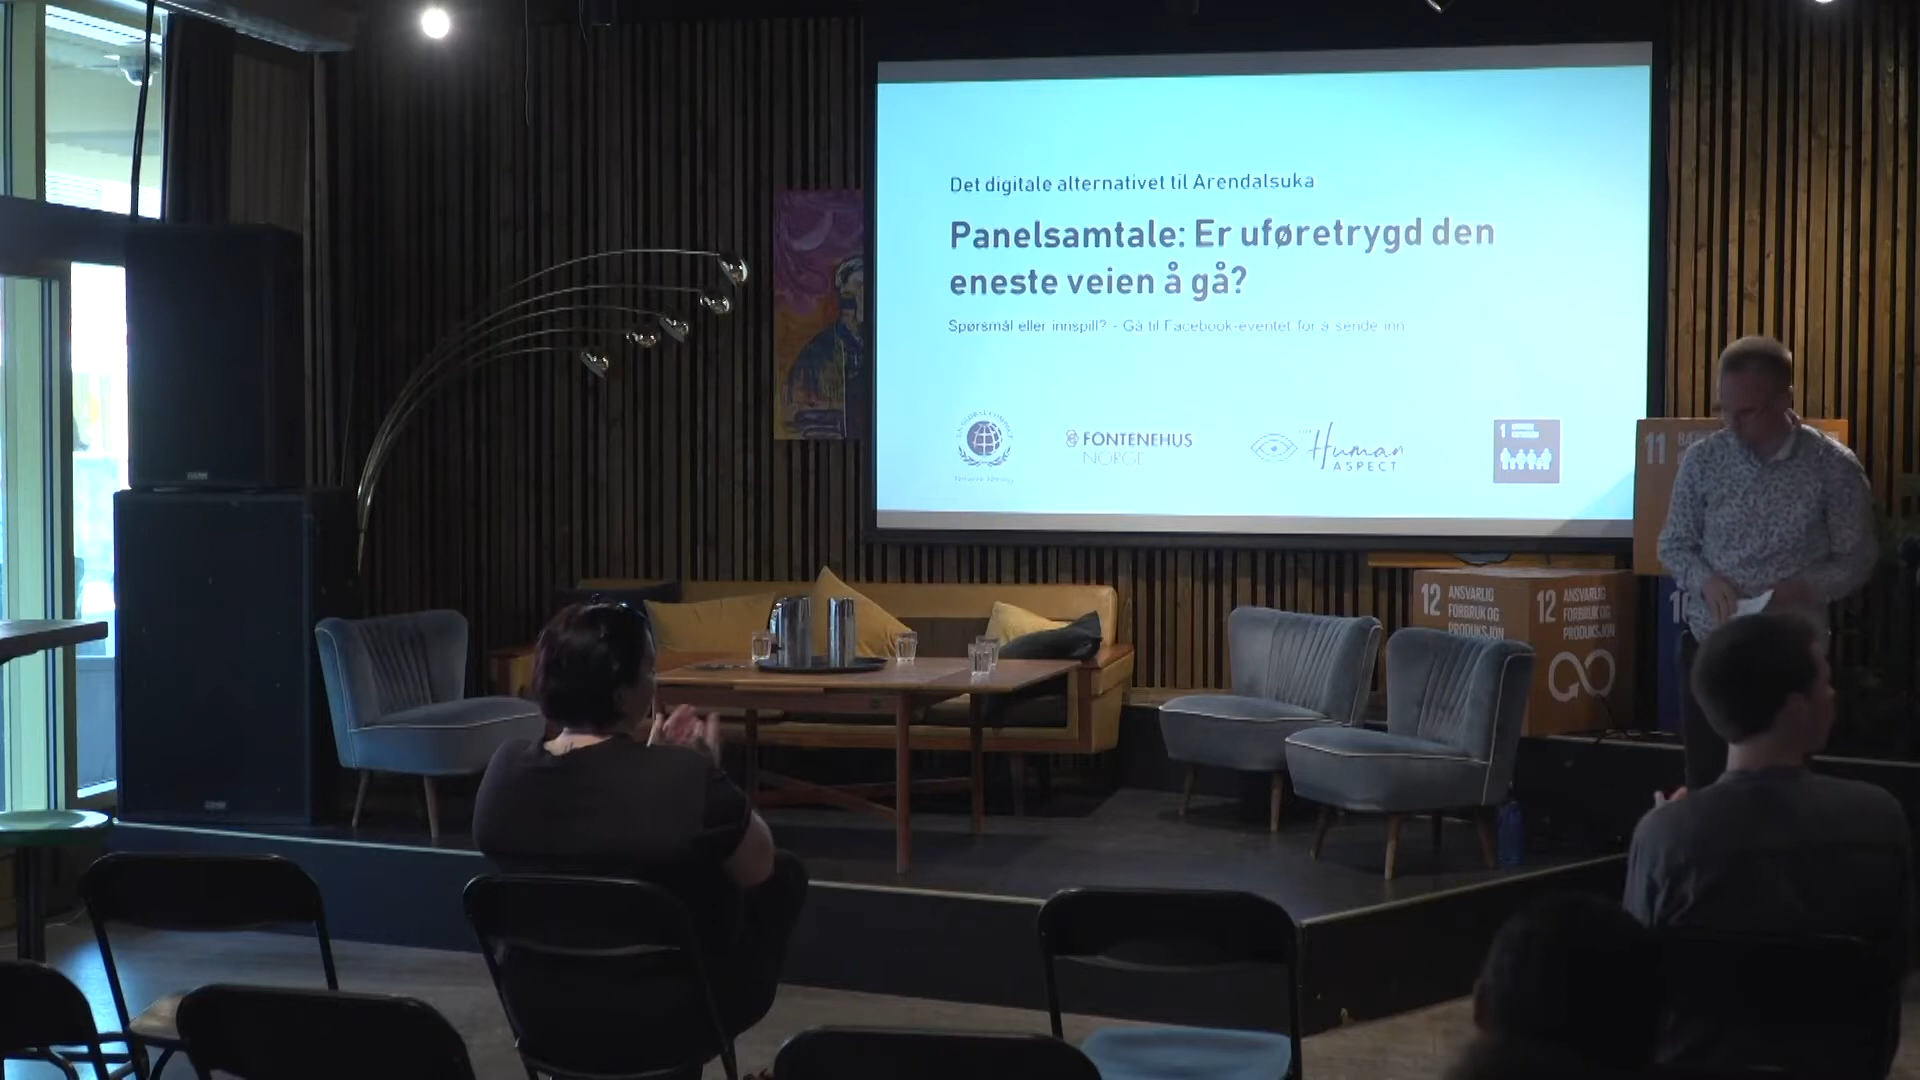 Det digitale alternativet til Arendalsuka
Panelsamtale: Er uføretrygd den
eneste veien å gå?
Spørsmål eller innspill? - Gå til Facebook-eventet for å sende inn
FONTENEHUS
NORGE
Human
ASPECT
1
11
12 ANSVARLIG
FORBRUK OG
PRODUKSJON
12 ANSVARLIG
FORBRUK OG
PRODUKSJON